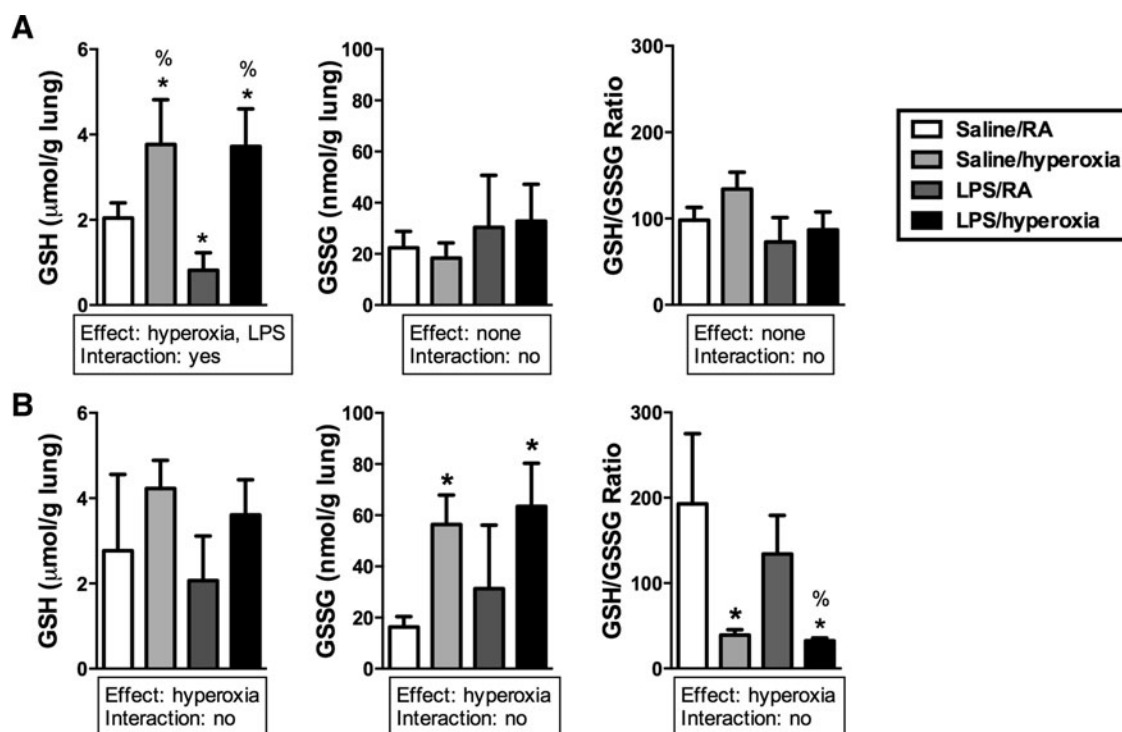 A
GSH (μmol/g lung)
6
4
2
0
%
*
*
%
*
Effect: hyperoxia, LPS
Interaction: yes
GSSG (nmol/g lung)
100
80
60
40
20
0
Effect: none
Interaction: no
GSH/GSSG Ratio
300
200
100
0
Effect: none
Interaction: no
Saline/RA
Saline/hyperoxia
LPS/RA
LPS/hyperoxia
B
GSH (μmol/g lung)
6
4
2
0
Effect: hyperoxia
Interaction: no
GSSG (nmol/g lung)
100
80
60
40
20
0
*
*
Effect: hyperoxia
Interaction: no
GSH/GSSG Ratio
300
200
100
0
*
%
*
Effect: hyperoxia
Interaction: no